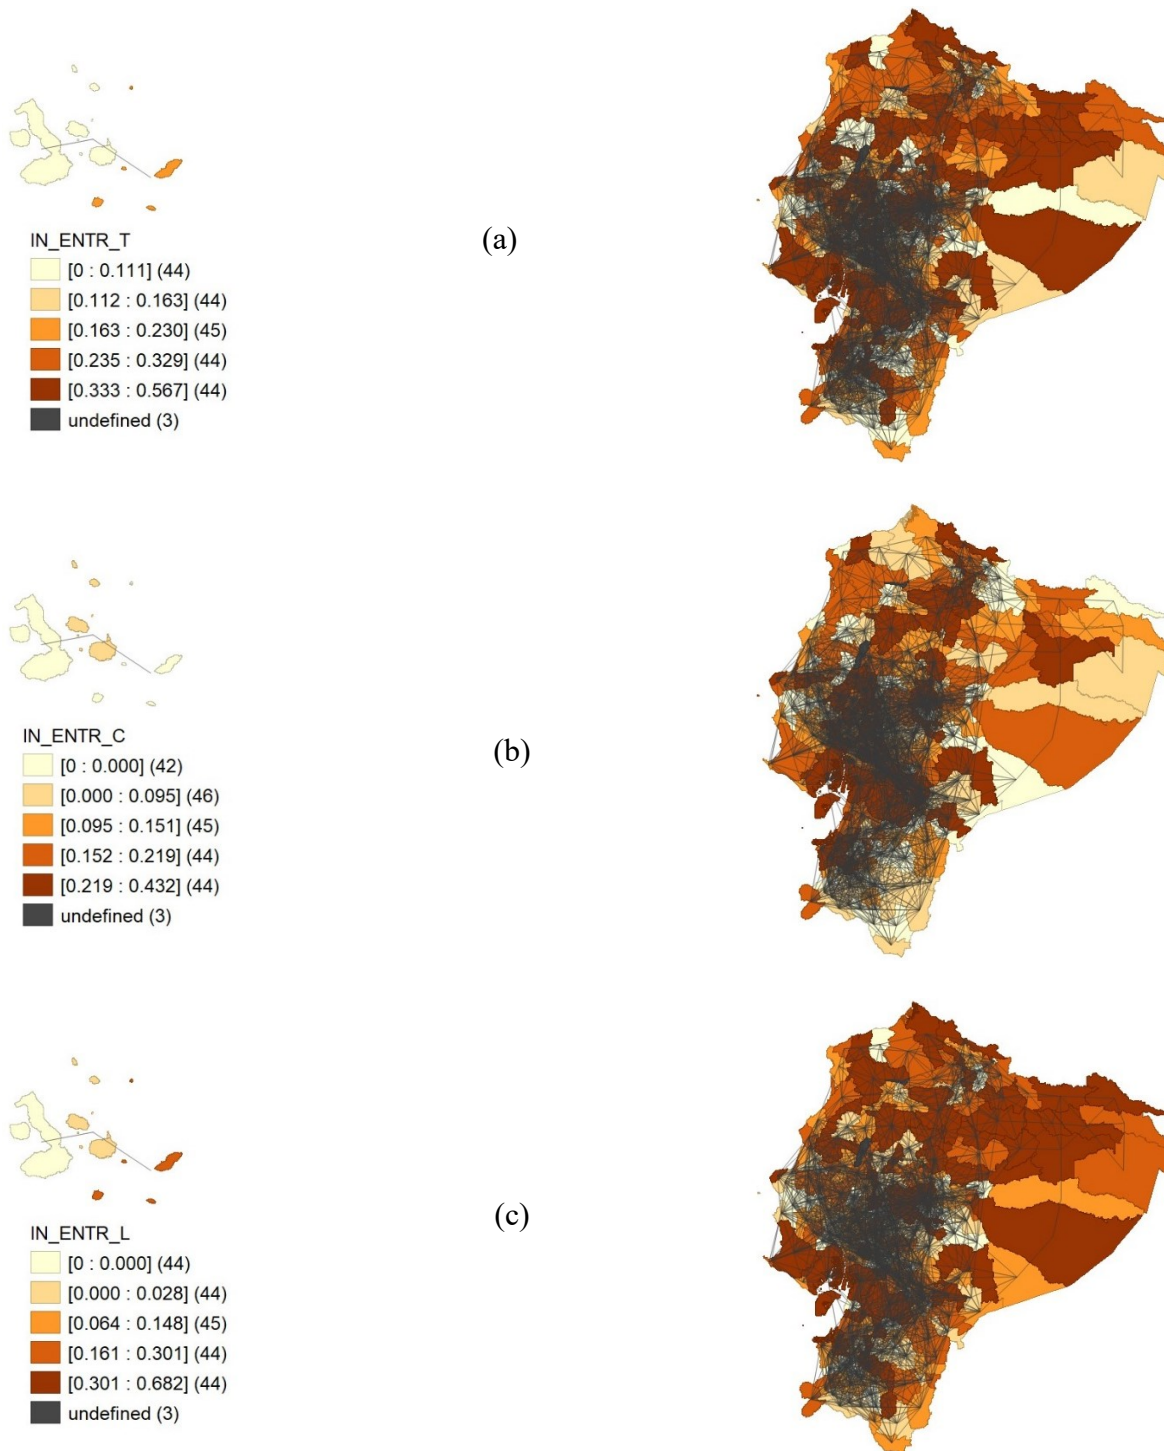 IN_ENTR_T
[0 : 0.111] (44)
[0.112 : 0.163] (44)
[0.163 : 0.230] (45)
[0.235 : 0.329] (44)
[0.333 : 0.567] (44)
undefined (3)
(a)
IN_ENTR_C
[0 : 0.000] (42)
[0.000 : 0.095] (46)
[0.095 : 0.151] (45)
[0.152 : 0.219] (44)
[0.219 : 0.432] (44)
undefined (3)
(b)
IN_ENTR_L
[0 : 0.000] (44)
[0.000 : 0.028] (44)
[0.064 : 0.148] (45)
[0.161 : 0.301] (44)
[0.301 : 0.682] (44)
undefined (3)
(c)